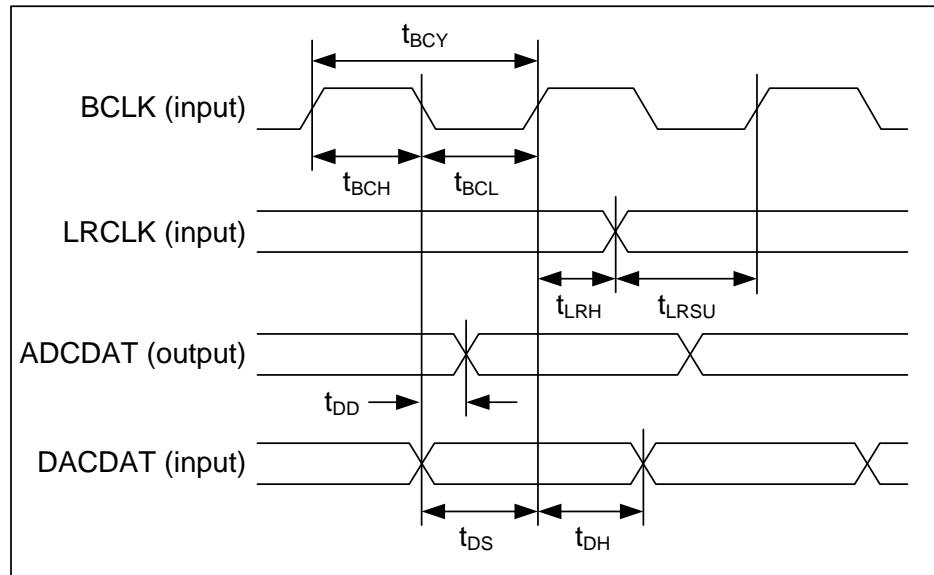 tBCY
BCLK (input)
tBCH
tBCL
LRCLK (input)
tLRH
tLRSU
ADCDAT (output)
tDD
DACDAT (input)
tDS
tDH